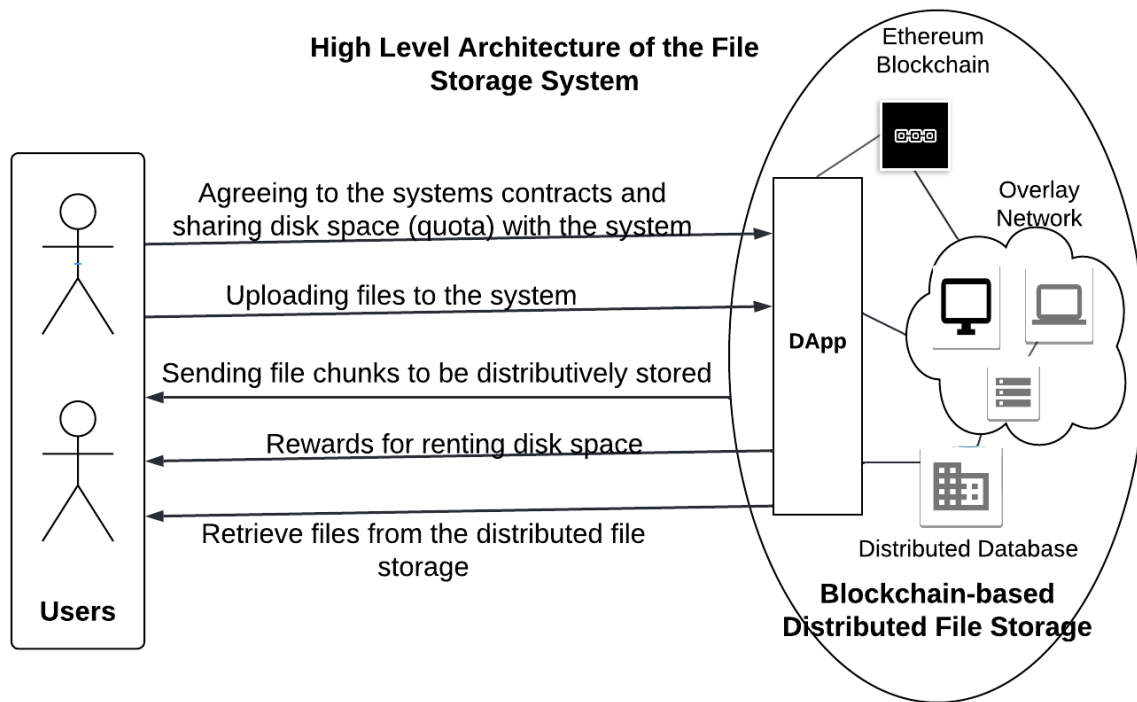 High Level Architecture of the File
Storage System
Ethereum
Blockchain
Agreeing to the systems contracts and
sharing disk space (quota) with the system
Overlay
Network
Uploading files to the system
DApp
Sending file chunks to be distributively stored
Rewards for renting disk space
Retrieve files from the distributed file
storage
Distributed Database
Users
Blockchain-based
Distributed File Storage